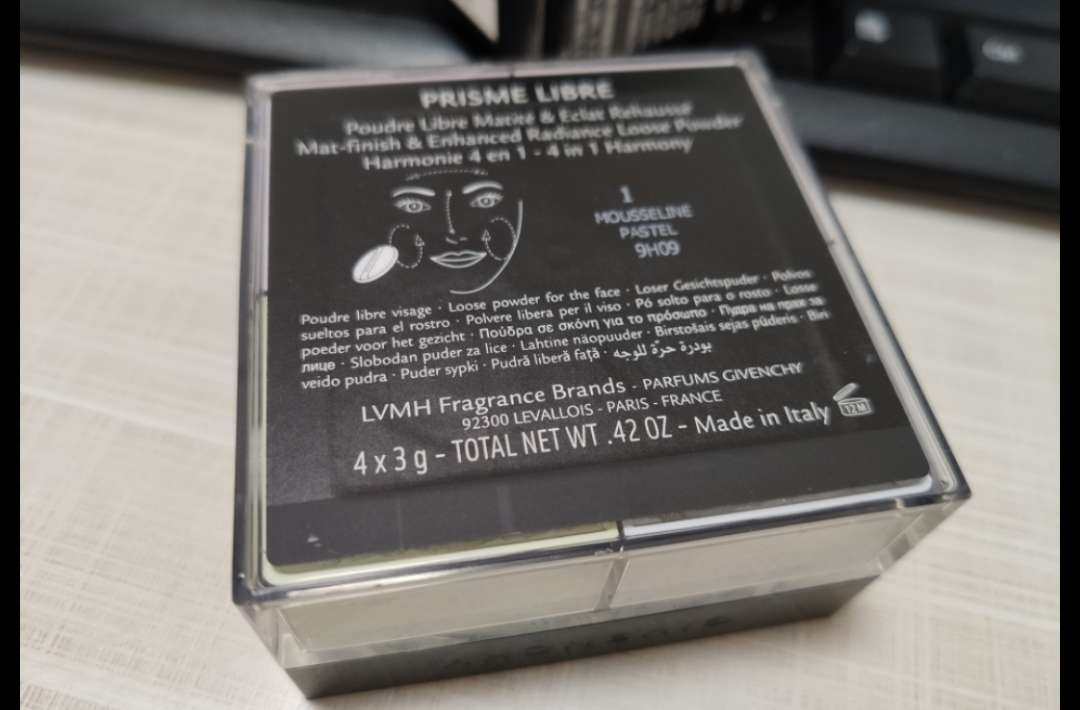 PRISME LIBRE
Poudre Libre Matité & Eclat Rehaussé
Mat-finish & Enhanced Radiance Loose Powder
Harmonie 4 en 1 - 4 in 1 Harmony
1
MOUSSELINE
PASTEL
9H09
Poudre libre visage · Loose powder for the face · Loser Gesichtspuder · Polvos
sueltos para el rostro · Polvere libera per il viso · Pó solto para o rosto · Losse
poeder voor het gezicht · Πούδρα σε σκόνη για το πρόσωπο · Пудра на прах за
лице · Slobodan puder za lice · Lahtine näopuuder · Birstošais sejas pūderis · Biri
veido pudra · Puder sypki · Pudră liberă față · بودرة حرّة للوجه
LVMH Fragrance Brands - PARFUMS GIVENCHY
92300 LEVALLOIS - PARIS - FRANCE
4 x 3 g - TOTAL NET WT .42 OZ - Made in Italy
12M